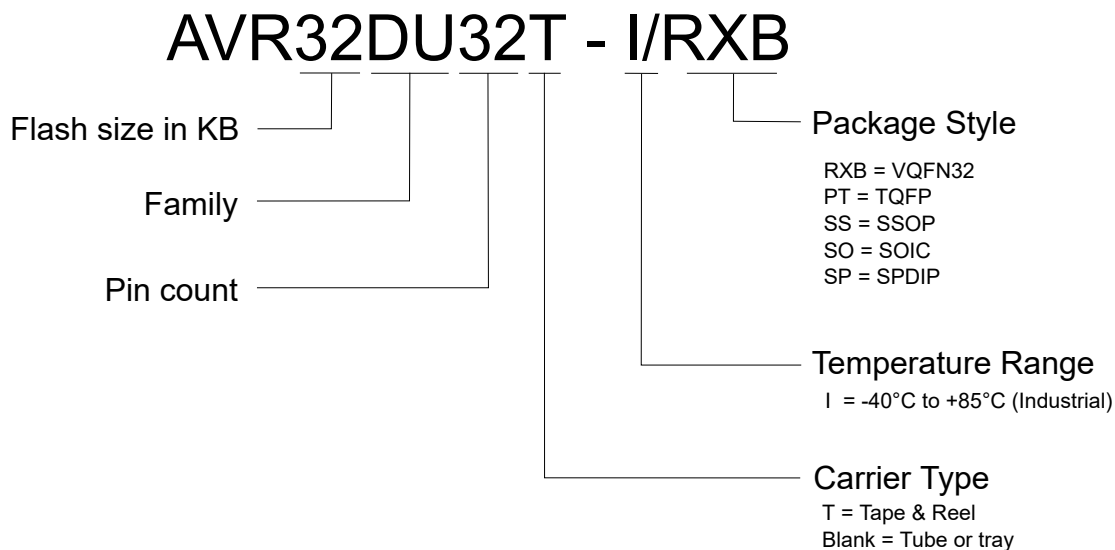 AVR32DU32T - I/RXB
Flash size in KB
Family
Pin count
Package Style
RXB = VQFN32
PT = TQFP
SS = SSOP
SO = SOIC
SP = SPDIP
Temperature Range
I = -40°C to +85°C (Industrial)
Carrier Type
T = Tape & Reel
Blank = Tube or tray